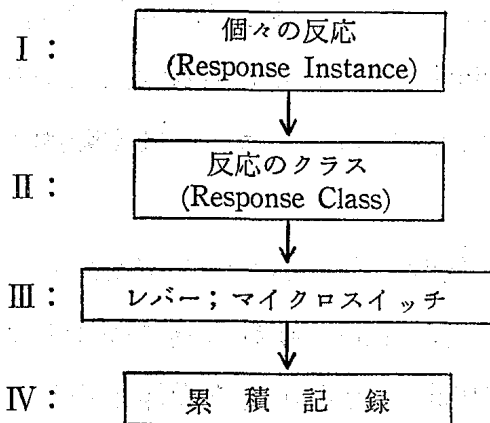 I : 個々の反応
(Response Instance)
II : 反応のクラス
(Response Class)
III : レバー ; マイクロスイッチ
IV : 累積記録